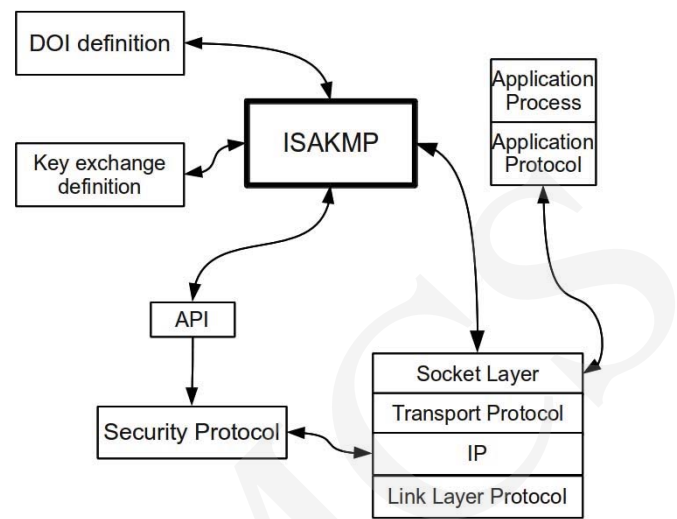 DOI definition
Application
Process
Application
Protocol
ISAKMP
Key exchange
definition
API
Socket Layer
Transport Protocol
IP
Link Layer Protocol
Security Protocol